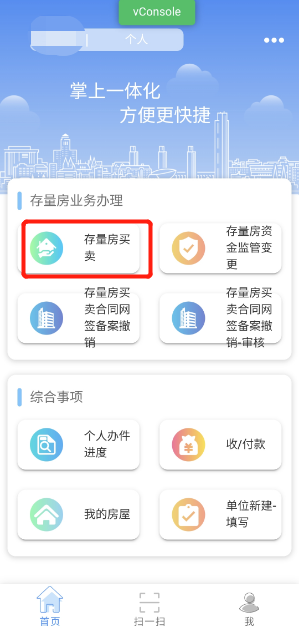 vConsole
个人
掌上一体化
方便更快捷
存量房业务办理
存量房买
卖
存量房资
金监管变
更
存量房买
卖合同网
签备案撤
销
存量房买
卖合同网
签备案撤
销-审核
综合事项
个人办件
进度
收/付款
我的房屋
单位新建-
填写
首页
扫一扫
我